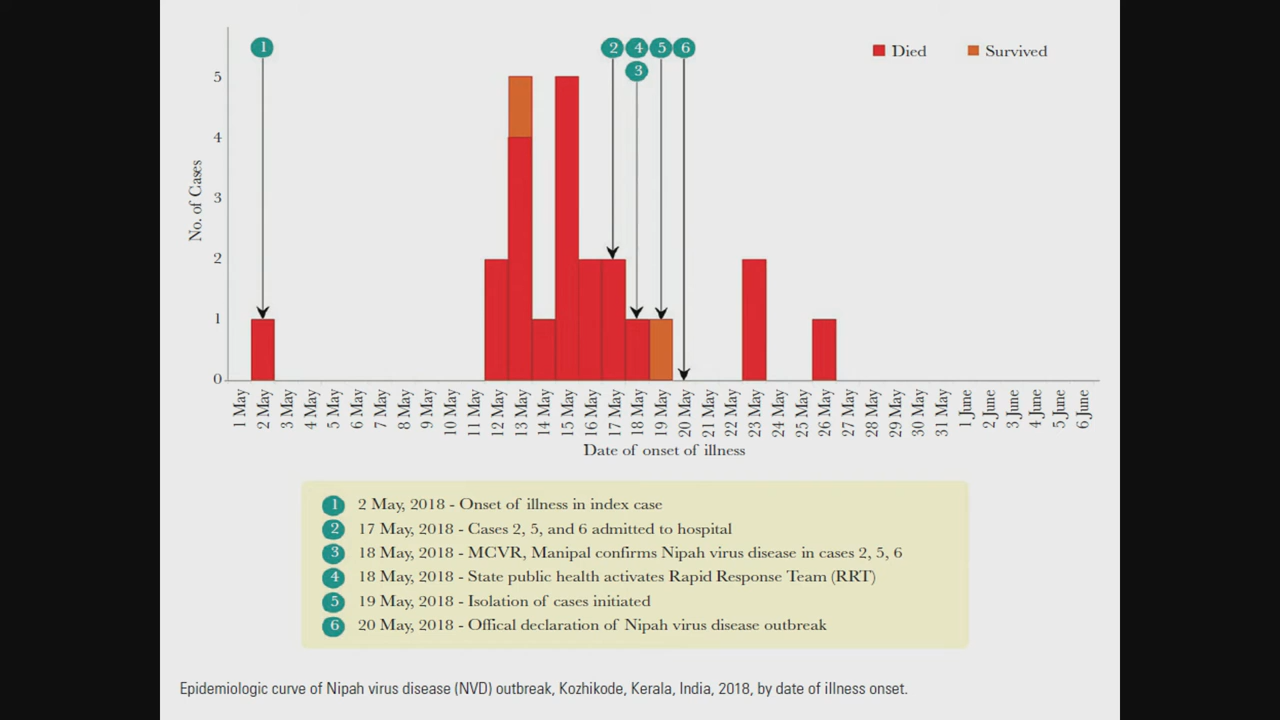 1
2
4
5
6
3
Died
Survived
5
4
3
2
1
0
No. of Cases
1 May
2 May
3 May
4 May
5 May
6 May
7 May
8 May
9 May
10 May
11 May
12 May
13 May
14 May
15 May
16 May
17 May
18 May
19 May
20 May
21 May
22 May
23 May
24 May
25 May
26 May
27 May
28 May
29 May
30 May
31 May
1 June
2 June
3 June
4 June
5 June
6 June
Date of onset of illness
1 2 May, 2018 - Onset of illness in index case
2 17 May, 2018 - Cases 2, 5, and 6 admitted to hospital
3 18 May, 2018 - MCVR, Manipal confirms Nipah virus disease in cases 2, 5, 6
4 18 May, 2018 - State public health activates Rapid Response Team (RRT)
5 19 May, 2018 - Isolation of cases initiated
6 20 May, 2018 - Offical declaration of Nipah virus disease outbreak
Epidemiologic curve of Nipah virus disease (NVD) outbreak, Kozhikode, Kerala, India, 2018, by date of illness onset.